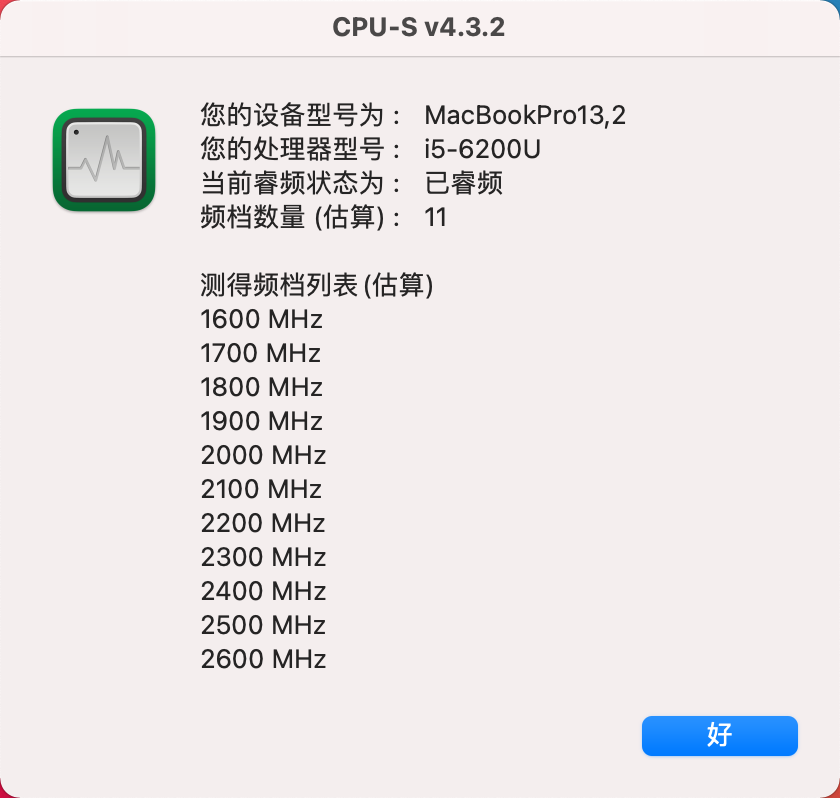 CPU-S v4.3.2
您的设备型号为： MacBookPro13,2
您的处理器型号： i5-6200U
当前睿频状态为： 已睿频
频档数量 (估算)： 11
测得频档列表 (估算)
1600 MHz
1700 MHz
1800 MHz
1900 MHz
2000 MHz
2100 MHz
2200 MHz
2300 MHz
2400 MHz
2500 MHz
2600 MHz
好